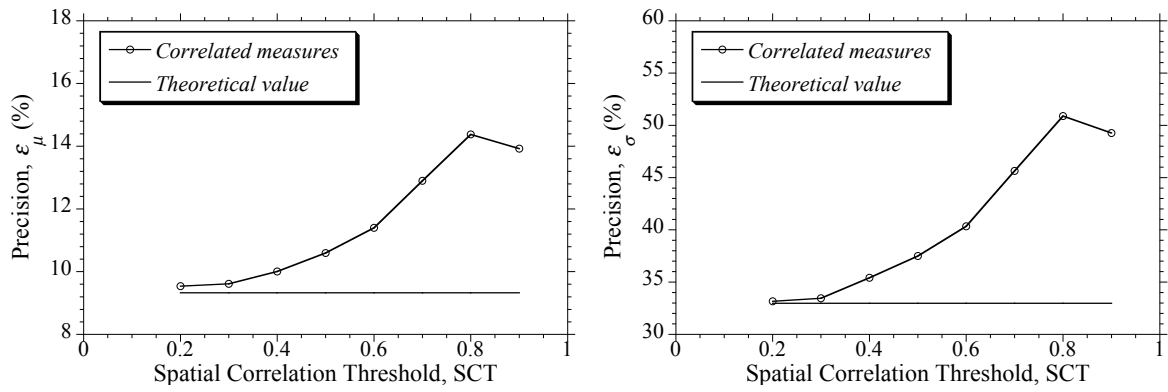 18
16
14
12
10
8
Precision, ε_μ (%)
Correlated measures
Theoretical value
0 0.2 0.4 0.6 0.8 1
Spatial Correlation Threshold, SCT
60
55
50
45
40
35
30
Precision, ε_σ (%)
Correlated measures
Theoretical value
0 0.2 0.4 0.6 0.8 1
Spatial Correlation Threshold, SCT